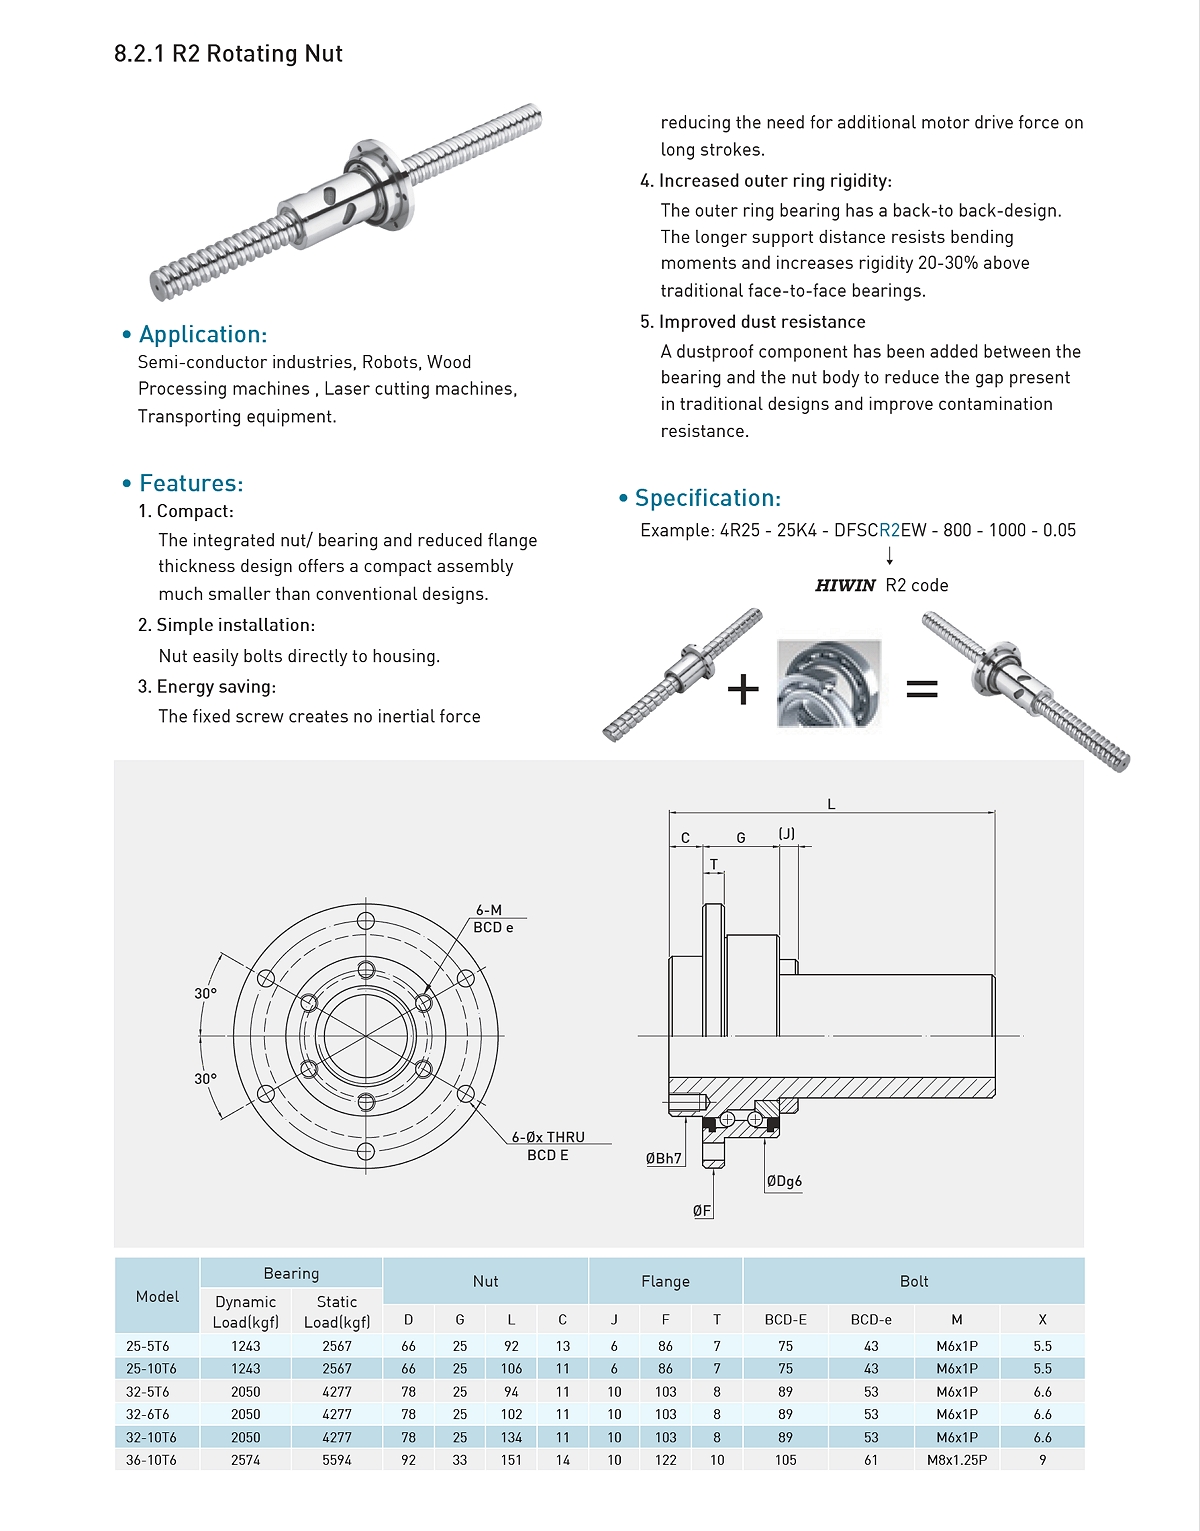 8.2.1 R2 Rotating Nut
• Application:
Semi-conductor industries, Robots, Wood
Processing machines , Laser cutting machines,
Transporting equipment.
• Features:
1. Compact:
The integrated nut/ bearing and reduced flange
thickness design offers a compact assembly
much smaller than conventional designs.
2. Simple installation:
Nut easily bolts directly to housing.
3. Energy saving:
The fixed screw creates no inertial force
reducing the need for additional motor drive force on
long strokes.
4. Increased outer ring rigidity:
The outer ring bearing has a back-to back-design.
The longer support distance resists bending
moments and increases rigidity 20-30% above
traditional face-to-face bearings.
5. Improved dust resistance
A dustproof component has been added between the
bearing and the nut body to reduce the gap present
in traditional designs and improve contamination
resistance.
• Specification:
Example: 4R25 - 25K4 - DFSCR2EW - 800 - 1000 - 0.05
HIWIN R2 code
+ =
L
C G (J)
T
6-M
BCD e
30°
30°
6-Øx THRU
BCD E
ØBh7
ØDg6
ØF
Model Bearing Nut Flange Bolt
Dynamic Load(kgf) Static Load(kgf) D G L C J F T BCD-E BCD-e M X
25-5T6 1243 2567 66 25 92 13 6 86 7 75 43 M6x1P 5.5
25-10T6 1243 2567 66 25 106 11 6 86 7 75 43 M6x1P 5.5
32-5T6 2050 4277 78 25 94 11 10 103 8 89 53 M6x1P 6.6
32-6T6 2050 4277 78 25 102 11 10 103 8 89 53 M6x1P 6.6
32-10T6 2050 4277 78 25 134 11 10 103 8 89 53 M6x1P 6.6
36-10T6 2574 5594 92 33 151 14 10 122 10 105 61 M8x1.25P 9